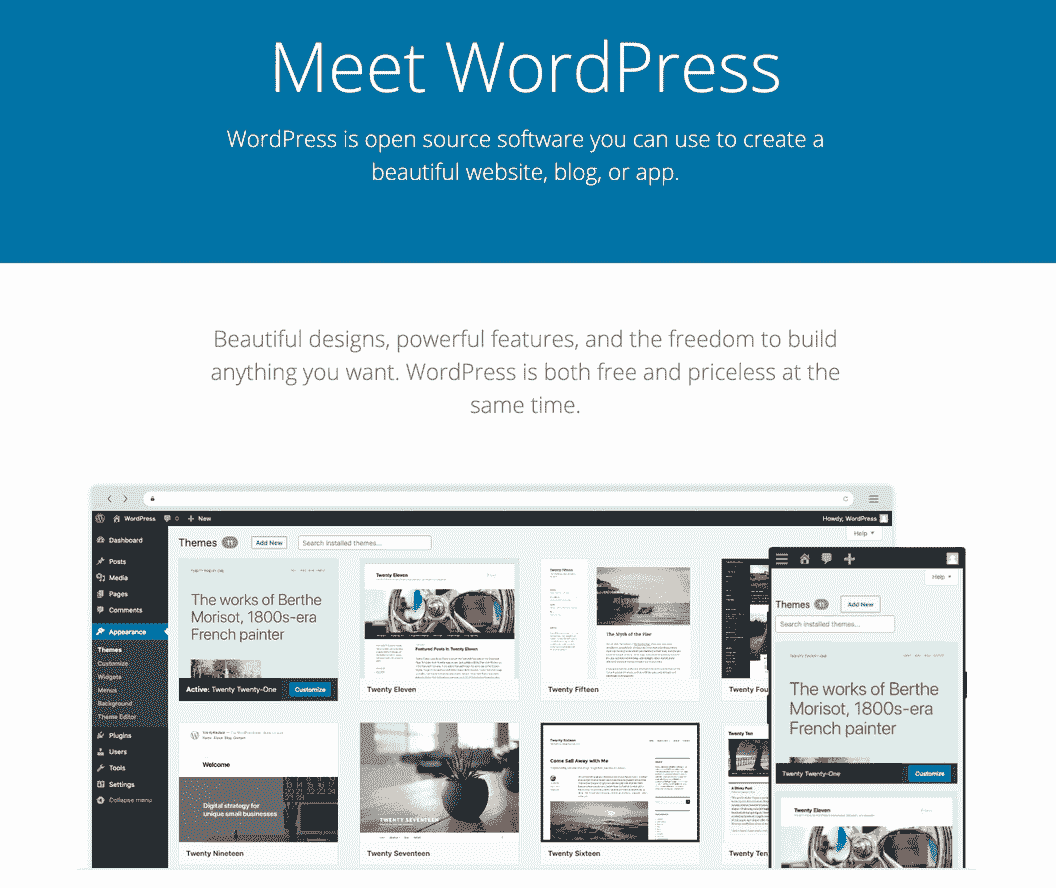 Meet WordPress
WordPress is open source software you can use to create a
beautiful website, blog, or app.
Beautiful designs, powerful features, and the freedom to build
anything you want. WordPress is both free and priceless at the
same time.
WordPress 0 New
Howdy, WordPress
Help
Dashboard
Posts
Media
Pages
Comments
Appearance
Themes
Customize
Widgets
Menus
Background
Theme Editor
Plugins
Users
Tools
Settings
Collapse menu
Themes 11 Add New Search installed themes...
The works of Berthe
Morisot, 1800s-era
French painter
Active: Twenty Twenty-One Customize
Twenty Eleven
Featured Posts in Twenty Eleven
Twenty Eleven
The Myth of the Pier
Twenty Fifteen
Twenty Fou
Welcome
Digital strategy for
unique small businesses
Twenty Nineteen
TWENTY SEVENTEEN
Twenty Seventeen
Twenty Sixteen
Come Sail Away with Me
Twenty Sixteen
Twenty Ten
Twenty Ten
Help
Themes 11 Add New
Search installed themes...
The works of Berthe
Morisot, 1800s-era
French painter
Twenty Twenty-One Customize
Twenty Eleven